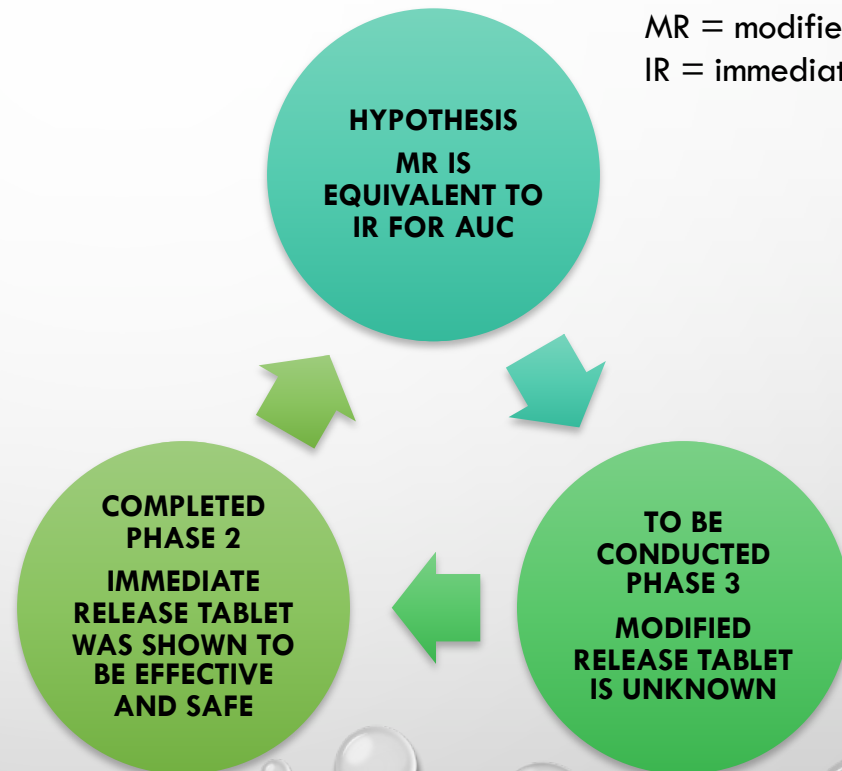 MR = modifie
IR = immediat
HYPOTHESIS
MR IS
EQUIVALENT TO
IR FOR AUC
COMPLETED
PHASE 2
IMMEDIATE
RELEASE TABLET
WAS SHOWN TO
BE EFFECTIVE
AND SAFE
TO BE
CONDUCTED
PHASE 3
MODIFIED
RELEASE TABLET
IS UNKNOWN